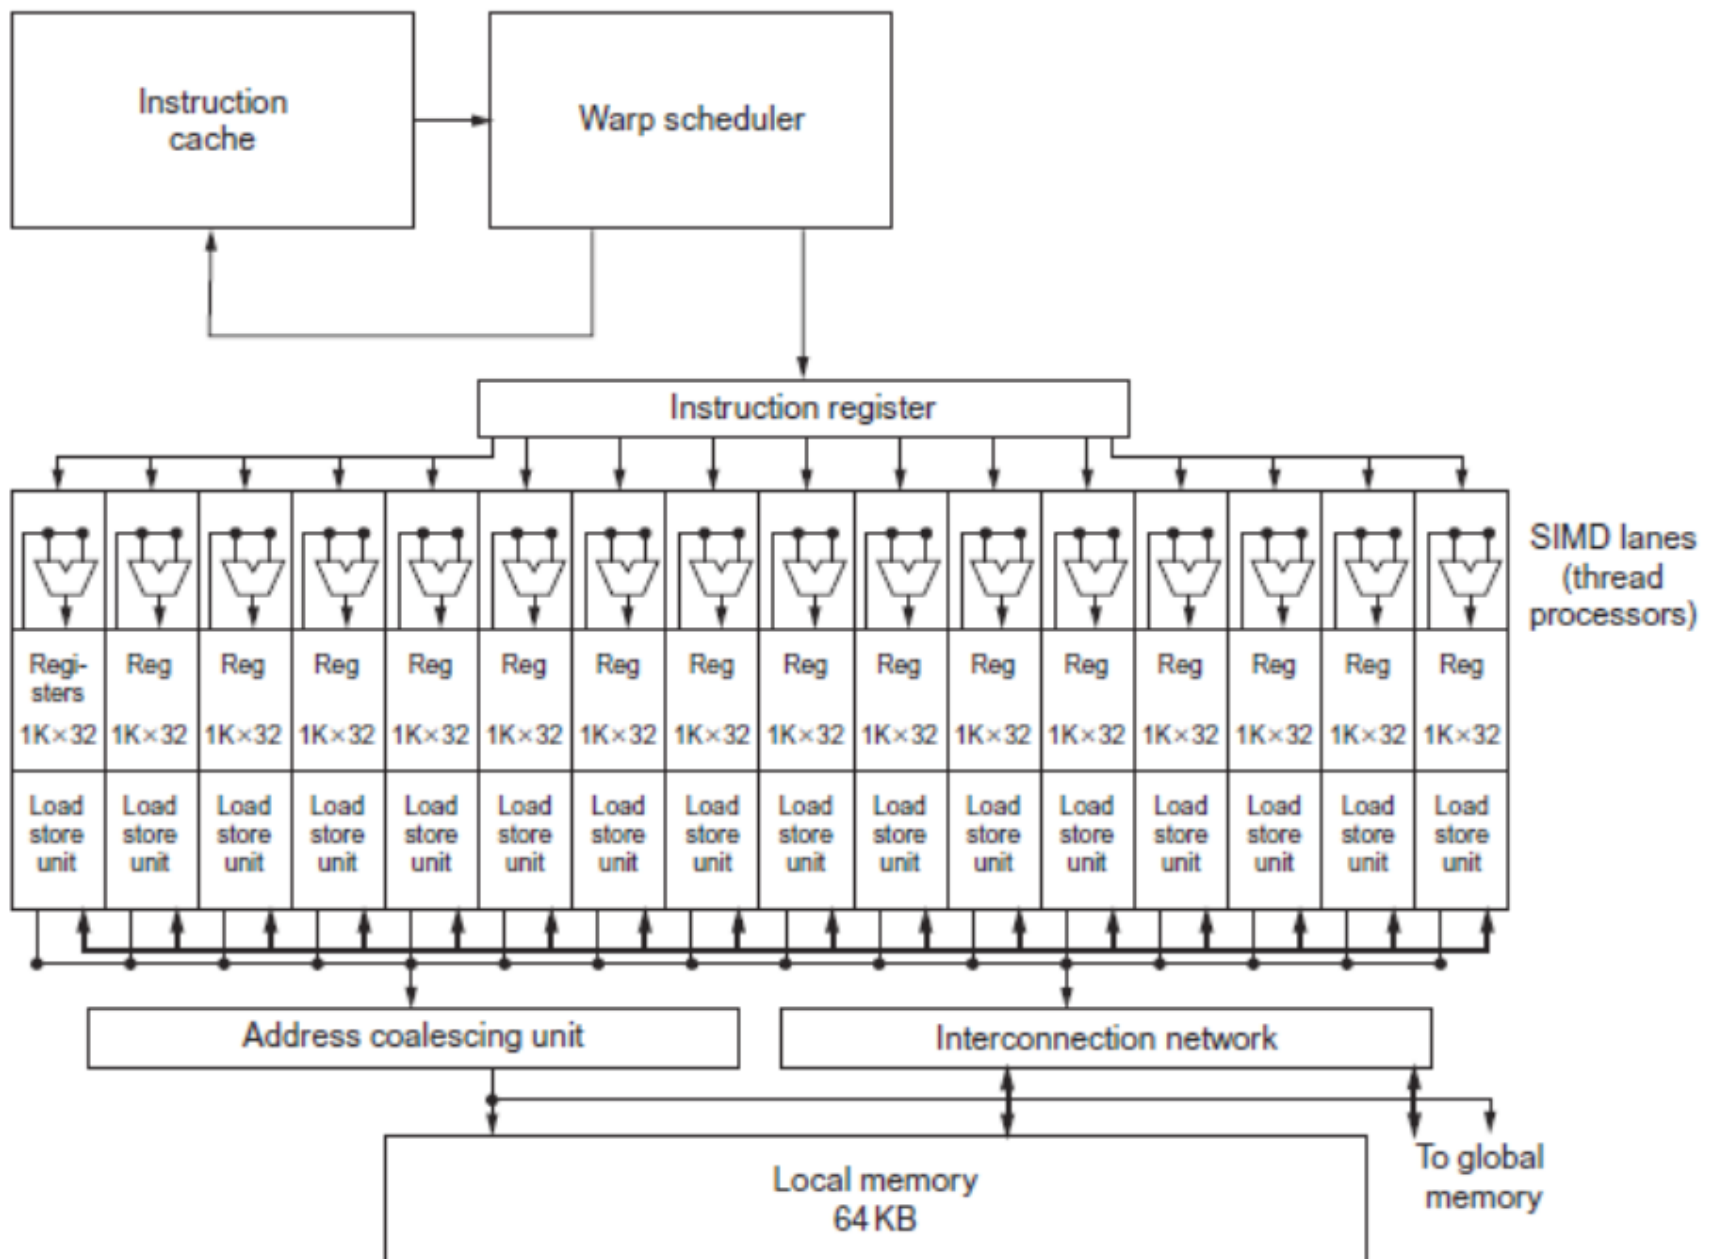 Instruction
cache
Warp scheduler
Instruction register
SIMD lanes
(thread
processors)
Regi- Reg Reg Reg Reg Reg Reg Reg Reg Reg Reg Reg Reg Reg Reg Reg
sters
1K×32 1K×32 1K×32 1K×32 1K×32 1K×32 1K×32 1K×32 1K×32 1K×32 1K×32 1K×32 1K×32 1K×32 1K×32 1K×32
Load Load Load Load Load Load Load Load Load Load Load Load Load Load Load Load
store store store store store store store store store store store store store store store store
unit unit unit unit unit unit unit unit unit unit unit unit unit unit unit unit
Address coalescing unit
Interconnection network
Local memory
64 KB
To global
memory